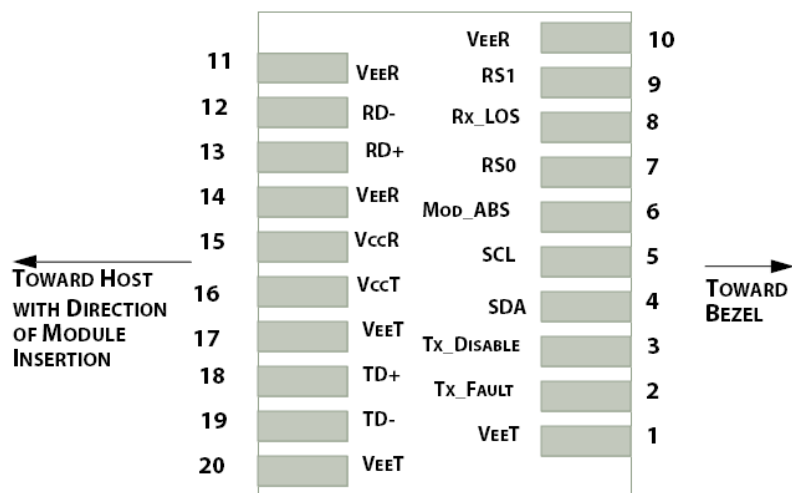 11 VEER
12 RD-
13 RD+
14 VEER
15 VCCR
16 VCCT
17 VEET
18 TD+
19 TD-
20 VEET
VEER 10
RS1 9
RX_LOS 8
RS0 7
MOD_ABS 6
SCL 5
SDA 4
TX_DISABLE 3
TX_FAULT 2
VEET 1
TOWARD HOST
WITH DIRECTION
OF MODULE
INSERTION
TOWARD
BEZEL